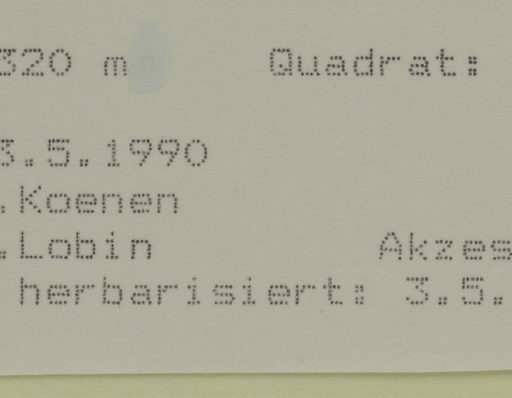 320 m Quadrat:
3.5.1990
.Koenen
.Lobin Akzes
herbarisiert: 3.5.